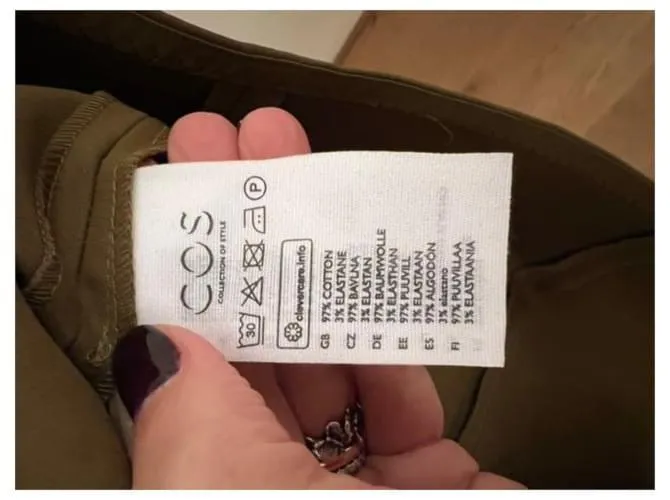 COS
COLLECTION OF STYLE
30
P
clevercare.info
GB 97% COTTON
3% ELASTANE
CZ 97% BAVLNA
3% ELASTAN
DE 97% BAUMWOLLE
3% ELASTHAN
EE 97% PUUVILL
3% ELASTAAN
ES 97% ALGODÓN
3% elastano
FI 97% PUUVILLAA
3% ELASTAANIA